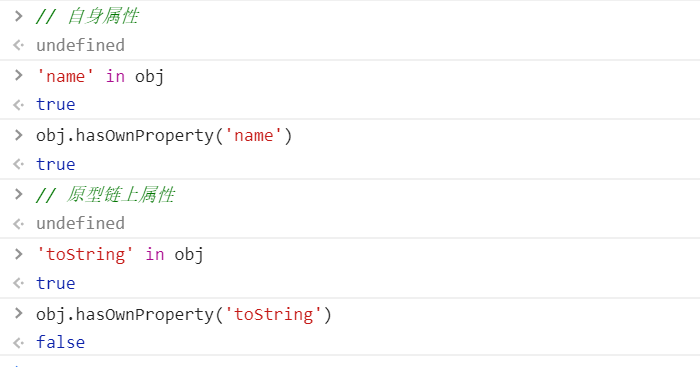 // 自身属性
undefined
'name' in obj
true
obj.hasOwnProperty('name')
true
// 原型链上属性
undefined
'toString' in obj
true
obj.hasOwnProperty('toString')
false